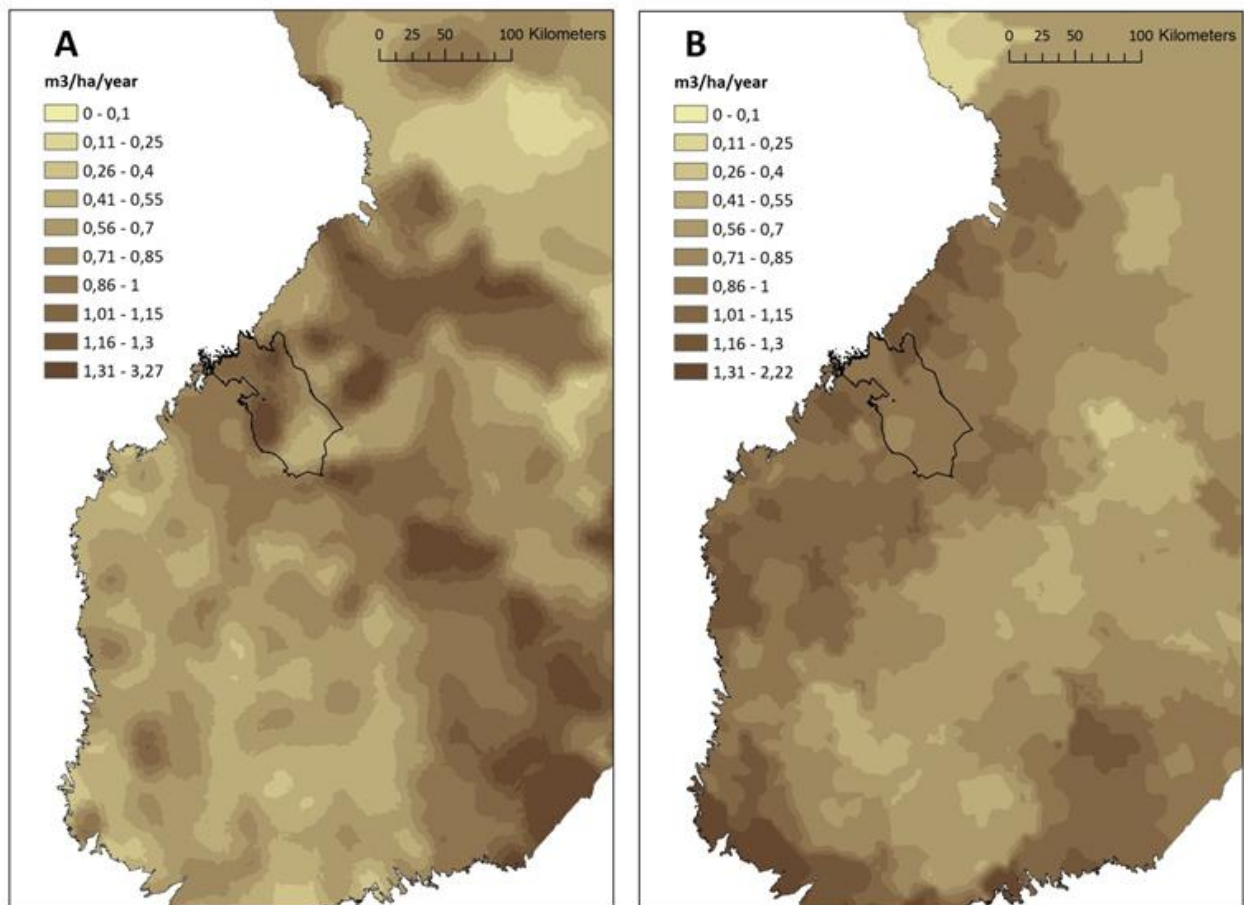 A
0 25 50 100 Kilometers
m3/ha/year
0 - 0,1
0,11 - 0,25
0,26 - 0,4
0,41 - 0,55
0,56 - 0,7
0,71 - 0,85
0,86 - 1
1,01 - 1,15
1,16 - 1,3
1,31 - 3,27
B
0 25 50 100 Kilometers
m3/ha/year
0 - 0,1
0,11 - 0,25
0,26 - 0,4
0,41 - 0,55
0,56 - 0,7
0,71 - 0,85
0,86 - 1
1,01 - 1,15
1,16 - 1,3
1,31 - 2,22